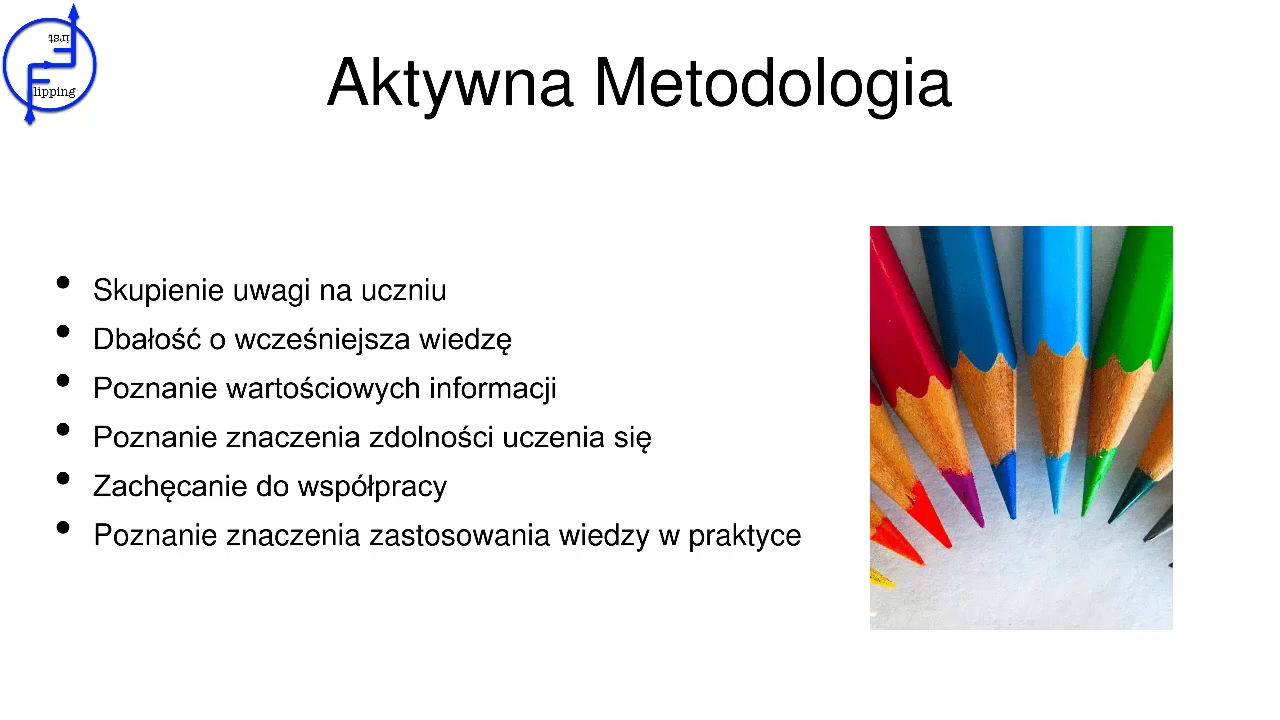 irst
lipping
Aktywna Metodologia
Skupienie uwagi na uczniu
Dbałość o wcześniejsza wiedzę
Poznanie wartościowych informacji
Poznanie znaczenia zdolności uczenia się
Zachęcanie do współpracy
Poznanie znaczenia zastosowania wiedzy w praktyce